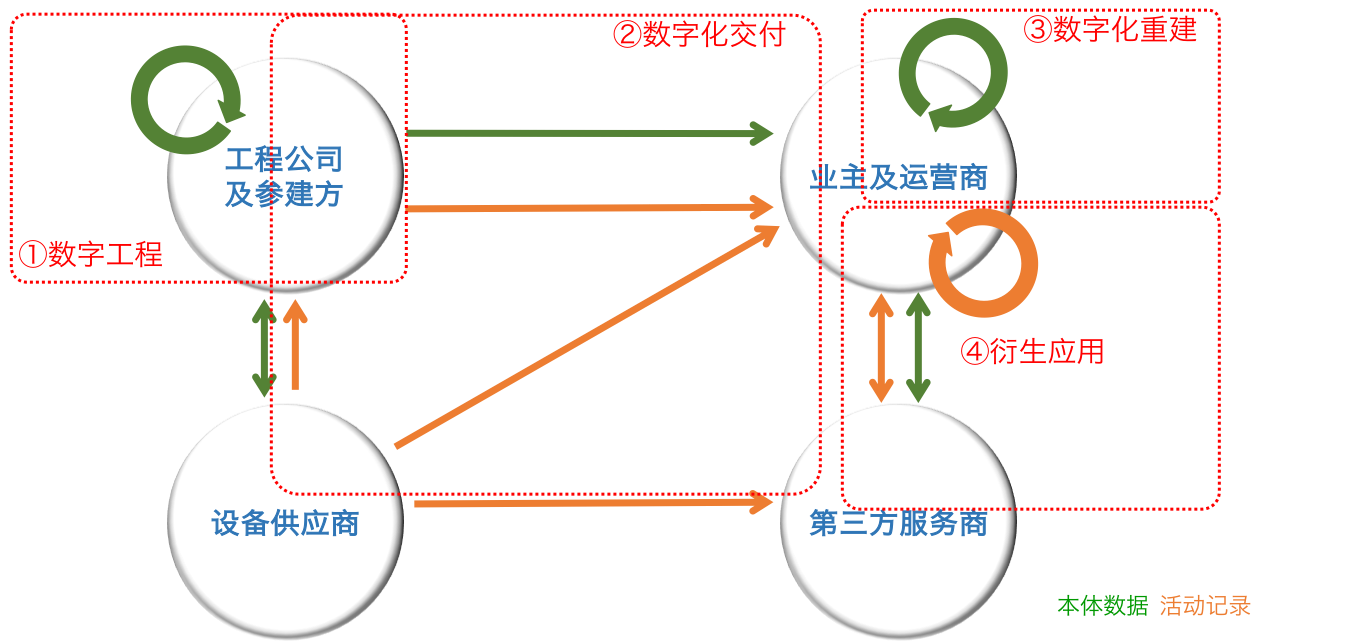 ②数字化交付
③数字化重建
工程公司
及参建方
业主及运营商
①数字工程
④衍生应用
设备供应商
第三方服务商
本体数据 活动记录